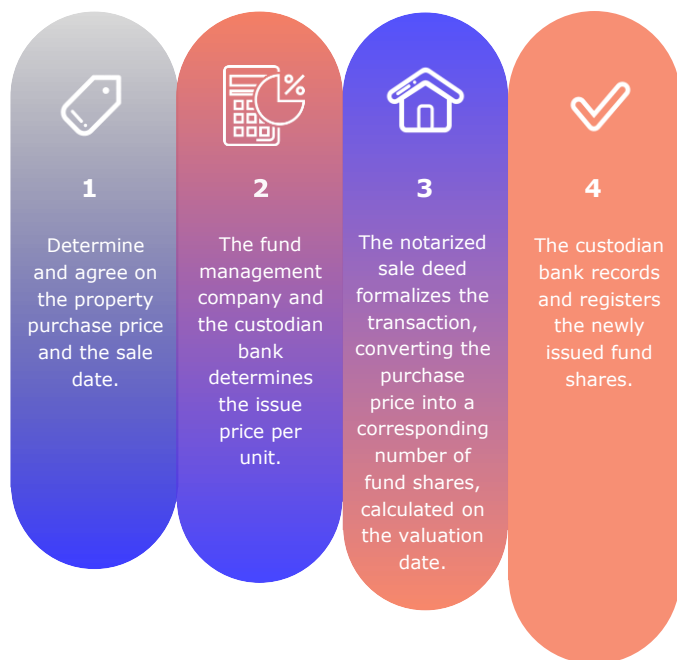 1
Determine
and agree on
the property
purchase price
and the sale
date.
%
2
The fund
management
company and
the custodian
bank
determines
the issue
price per
unit.
3
The notarized
sale deed
formalizes the
transaction,
converting the
purchase
price into a
corresponding
number of
fund shares,
calculated on
the valuation
date.
4
The custodian
bank records
and registers
the newly
issued fund
shares.